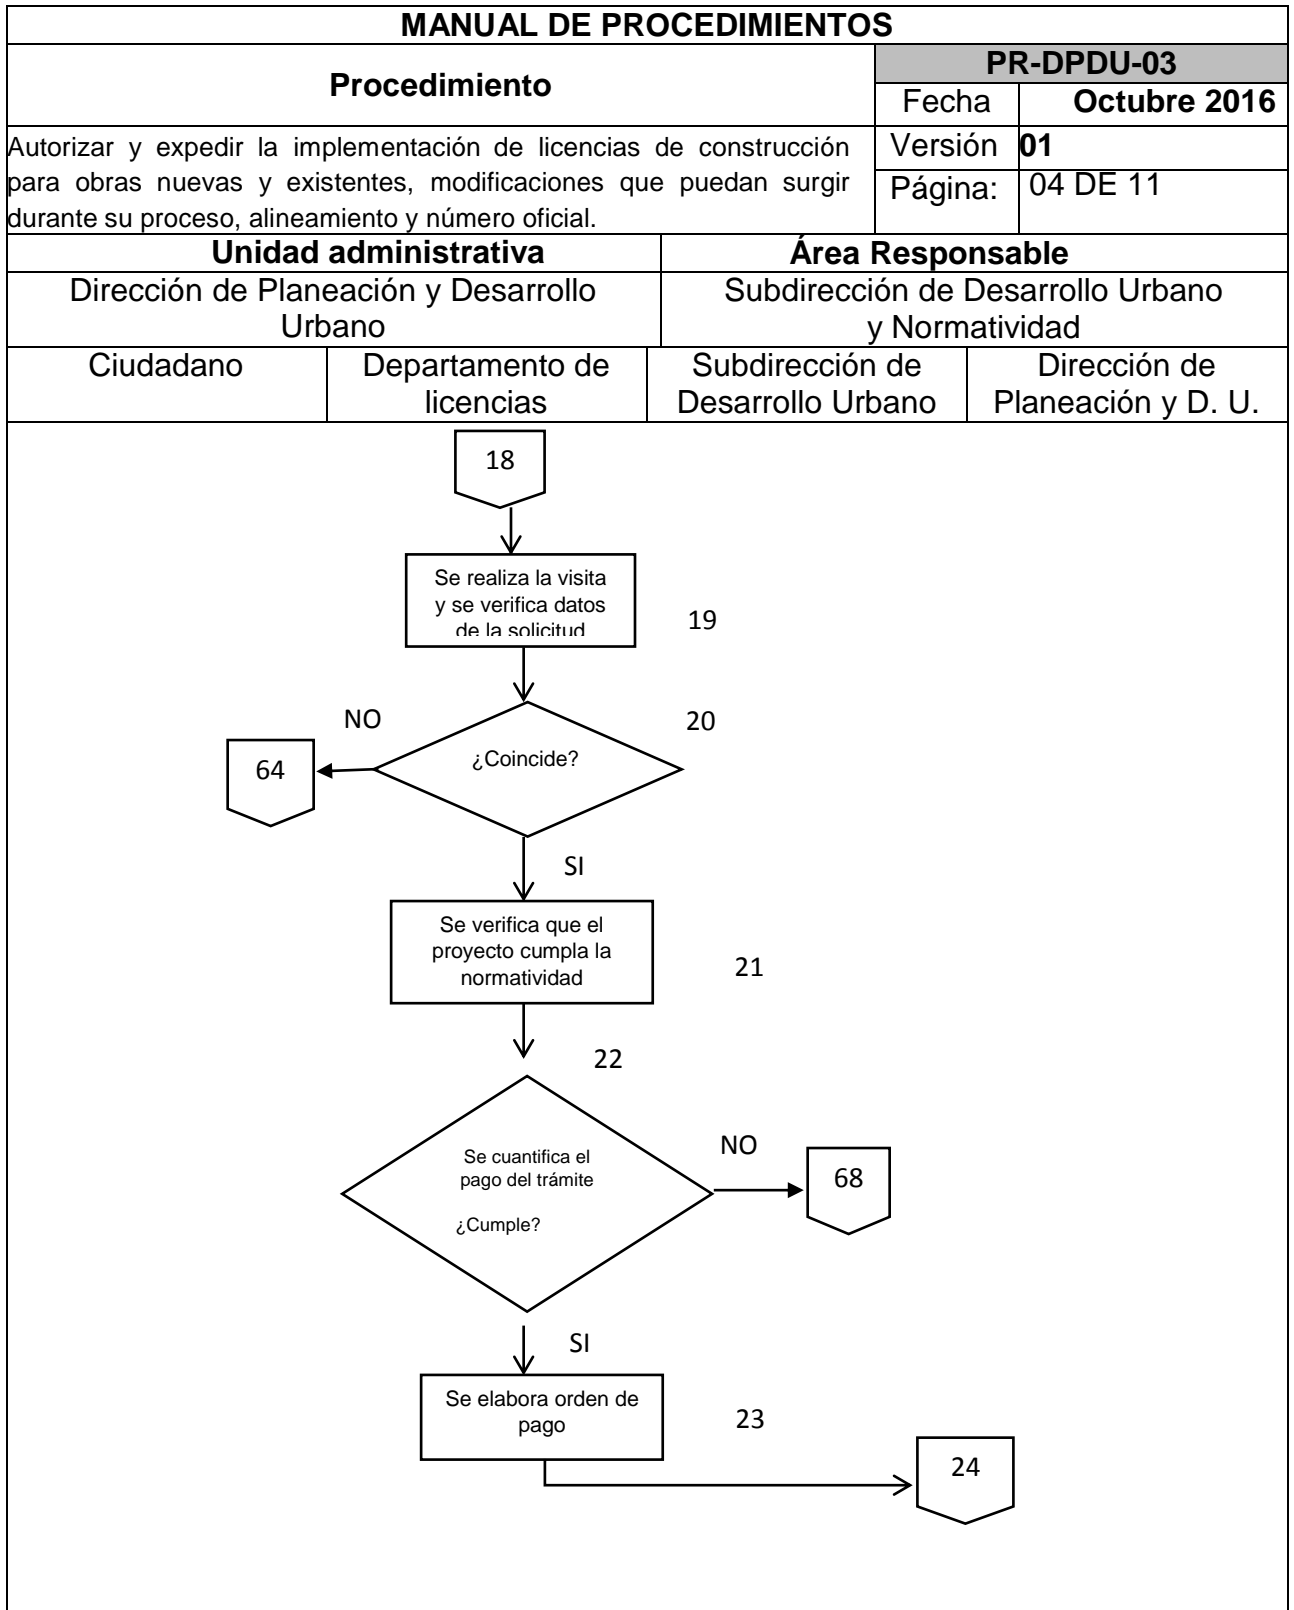 MANUAL DE PROCEDIMIENTOS
Procedimiento
PR-DPDU-03
Fecha
Octubre 2016
Autorizar y expedir la implementación de licencias de construcción
para obras nuevas y existentes, modificaciones que puedan surgir
durante su proceso, alineamiento y número oficial.
Versión
01
Página:
04 DE 11
Unidad administrativa
Área Responsable
Dirección de Planeación y Desarrollo
Urbano
Subdirección de Desarrollo Urbano
y Normatividad
Ciudadano
Departamento de
licencias
Subdirección de
Desarrollo Urbano
Dirección de
Planeación y D. U.
18
Se realiza la visita
y se verifica datos
de la solicitud
19
NO
20
64
¿Coincide?
SI
Se verifica que el
proyecto cumpla la
normatividad
21
22
Se cuantifica el
pago del trámite
¿Cumple?
NO
68
SI
Se elabora orden de
pago
23
24